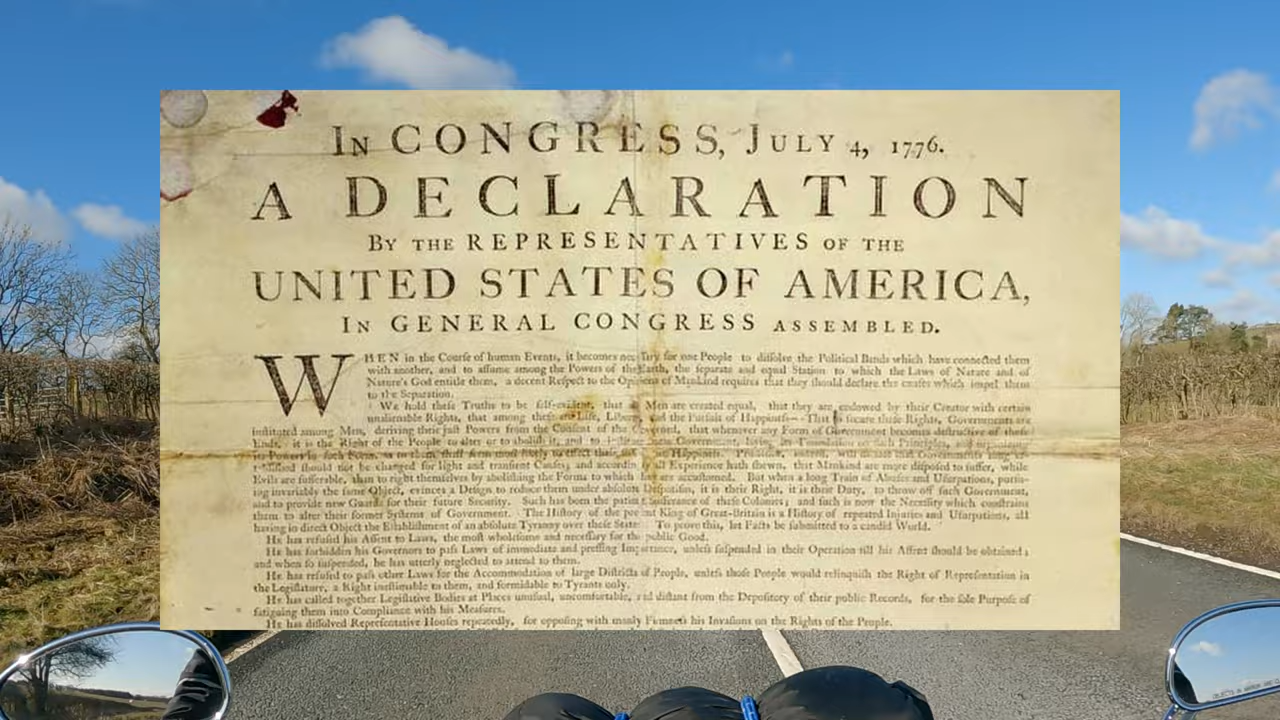 In CONGRESS, July 4, 1776.
A DECLARATION
By the REPRESENTATIVES of the
UNITED STATES OF AMERICA,
In GENERAL CONGRESS assembled.
WHEN in the Course of human Events, it becomes necessary for one People to dissolve the Political Bands which have connected them
with another, and to assume among the Powers of the Earth, the separate and equal Station to which the Laws of Nature and of
Nature's God entitle them, a decent Respect to the Opinions of Mankind requires that they should declare the causes which impel them
to the Separation.
We hold these Truths to be self-evident, that all Men are created equal, that they are endowed by their Creator with certain
unalienable Rights, that among these are Life, Liberty, and the Pursuit of Happiness—That to secure these Rights, Governments are
instituted among Men, deriving their just Powers from the Consent of the Governed, that whenever any Form of Government becomes destructive of these
Ends, it is the Right of the People to alter or to abolish it, and to institute new Government, laying its Foundation on such Principles,
its Powers in such Form, as to them shall seem most likely to effect their and Happiness. Prudence, indeed, will dictate that Governments long
established should not be changed for light and transient Causes; and accordingly all Experience hath shewn, that Mankind are more disposed to suffer, while
Evils are sufferable, than to right themselves by abolishing the Forms to which they are accustomed. But when a long Train of Abuses and Usurpations, pursu-
ing invariably the same Object, evinces a Design to reduce them under absolute Despotism, it is their Right, it is their Duty, to throw off such Government,
and to provide new Guards for their future Security. Such has been the patient Sufferance of these Colonies; and such is now the Necessity which constrains
them to alter their former Systems of Government. The History of the present King of Great-Britain is a History of repeated Injuries and Usurpations, all
having in direct Object the Establishment of an absolute Tyranny over these States. To prove this, let Facts be submitted to a candid World.
He has refused his Assent to Laws, the most wholesome and necessary for the public Good.
He has forbidden his Governors to pass Laws of immediate and pressing Importance, unless suspended in their Operation till his Assent should be obtained;
and when so suspended, he has utterly neglected to attend to them.
He has refused to pass other Laws for the Accommodation of large Districts of People, unless those People would relinquish the Right of Representation in
the Legislature, a Right inestimable to them, and formidable to Tyrants only.
He has called together Legislative Bodies at Places unusual, uncomfortable, and distant from the Depository of their public Records, for the sole Purpose of
fatiguing them into Compliance with his Measures.
He has dissolved Representative Houses repeatedly, for opposing with manly Firmness his Invasions on the Rights of the People.